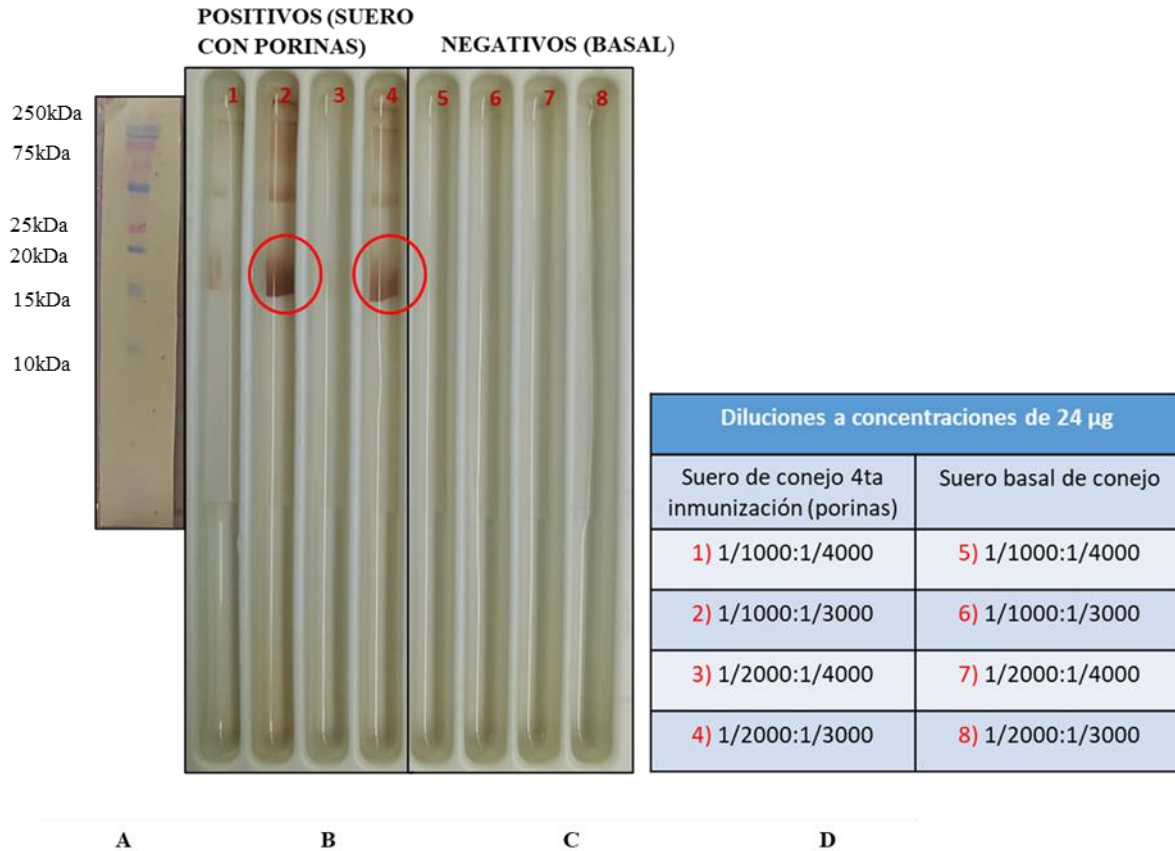 POSITIVOS (SUERO
CON PORINAS)
NEGATIVOS (BASAL)
250kDa
75kDa
25kDa
20kDa
15kDa
10kDa
1 2 3 4 5 6 7 8
Diluciones a concentraciones de 24 µg
Suero de conejo 4ta
inmunización (porinas)
Suero basal de conejo
1) 1/1000:1/4000
5) 1/1000:1/4000
2) 1/1000:1/3000
6) 1/1000:1/3000
3) 1/2000:1/4000
7) 1/2000:1/4000
4) 1/2000:1/3000
8) 1/2000:1/3000
A B C D